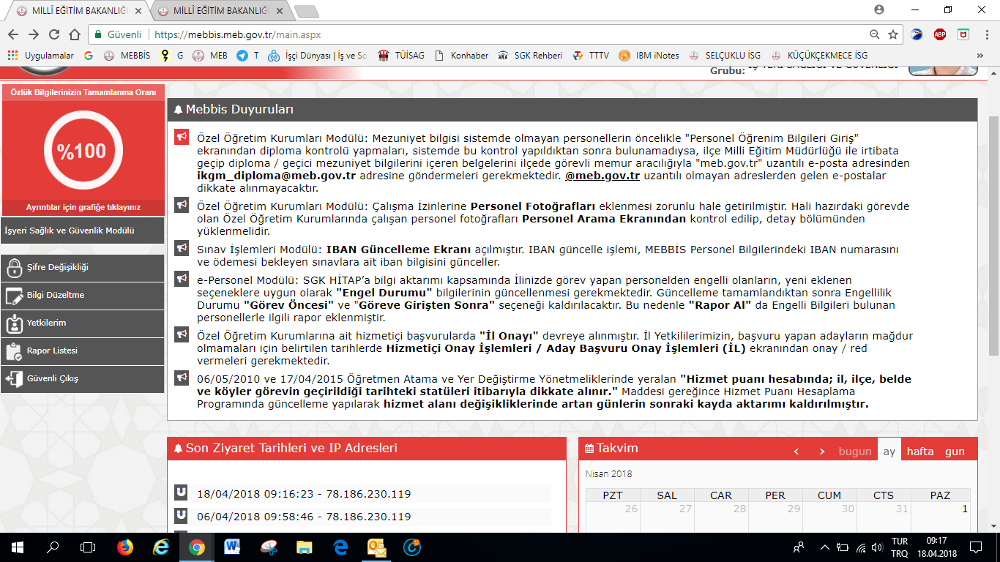 MİLLÎ EĞİTİM BAKANLIĞI
MİLLÎ EĞİTİM BAKANLIĞI
Güvenli
https://mebbis.meb.gov.tr/main.aspx
ABP
Uygulamalar
MEBBİS
G
MEB
T
İşçi Dünyası | İş ve So
TÜİSAG
Konhaber
SGK Rehberi
TTTV
IBM iNotes
SELÇUKLU İSG
KÜÇÜKÇEKMECE İSG
Grubu: İŞ YERİ SAĞLIĞI VE GÜVENLİĞİ
Özlük Bilgilerinizin Tamamlanma Oranı
%100
Ayrıntılar için grafiğe tıklayınız
İşyeri Sağlık ve Güvenlik Modülü
Şifre Değişikliği
Bilgi Düzeltme
Yetkilerim
Rapor Listesi
Güvenli Çıkış
Mebbis Duyuruları
Özel Öğretim Kurumları Modülü: Mezuniyet bilgisi sistemde olmayan personellerin öncelikle "Personel Öğrenim Bilgileri Giriş"
ekranından diploma kontrolü yapmaları, sistemde bu kontrol yapıldıktan sonra bulunamadıysa, ilçe Milli Eğitim Müdürlüğü ile irtibata
geçip diploma / geçici mezuniyet bilgilerini içeren belgelerini ilçede görevli memur aracılığıyla "meb.gov.tr" uzantılı e-posta adresinden
ikgm_diploma@meb.gov.tr adresine göndermeleri gerekmektedir. @meb.gov.tr uzantılı olmayan adreslerden gelen e-postalar
dikkate alınmayacaktır.
Özel Öğretim Kurumları Modülü: Çalışma İzinlerine Personel Fotoğrafları eklenmesi zorunlu hale getirilmiştir. Hali hazırdaki görevde
olan Özel Öğretim Kurumlarında çalışan personel fotoğrafları Personel Arama Ekranından kontrol edilip, detay bölümünden
yüklenmelidir.
Sınav İşlemleri Modülü: IBAN Güncelleme Ekranı açılmıştır. IBAN güncelle işlemi, MEBBİS Personel Bilgilerindeki IBAN numarasını
ve ödemesi bekleyen sınavlara ait iban bilgisini günceller.
e-Personel Modülü: SGK HİTAP’a bilgi aktarımı kapsamında İlinizde görev yapan personelden engelli olanların, yeni eklenen
seçeneklere uygun olarak "Engel Durumu" bilgilerinin güncellenmesi gerekmektedir. Güncelleme tamamlandıktan sonra Engellilik
Durumu "Görev Öncesi" ve "Göreve Girişten Sonra" seçeneği kaldırılacaktır. Bu nedenle "Rapor Al" da Engelli Bilgileri bulunan
personellerle ilgili rapor eklenmiştir.
Özel Öğretim Kurumlarına ait hizmetiçi başvurularda "İl Onayı" devreye alınmıştır. İl Yetkililerimizin, başvuru yapan adayların mağdur
olmamaları için belirtilen tarihlerde Hizmetiçi Onay İşlemleri / Aday Başvuru Onay İşlemleri (İL) ekranından onay / red
vermeleri gerekmektedir.
06/05/2010 ve 17/04/2015 Öğretmen Atama ve Yer Değiştirme Yönetmeliklerinde yeralan "Hizmet puanı hesabında; il, ilçe, belde
ve köyler görevin geçirildiği tarihteki statüleri itibarıyla dikkate alınır." Maddesi gereğince Hizmet Puanı Hesaplama
Programında güncelleme yapılarak hizmet alanı değişikliklerinde artan günlerin sonraki kayda aktarımı kaldırılmıştır.
Son Ziyaret Tarihleri ve IP Adresleri
18/04/2018 09:16:23 - 78.186.230.119
06/04/2018 09:58:46 - 78.186.230.119
Takvim
bugun ay hafta gun
Nisan 2018
PZT SAL CAR PER CUM CTS PAZ
26 27 28 29 30 31 1
TUR
TRQ
09:17
18.04.2018